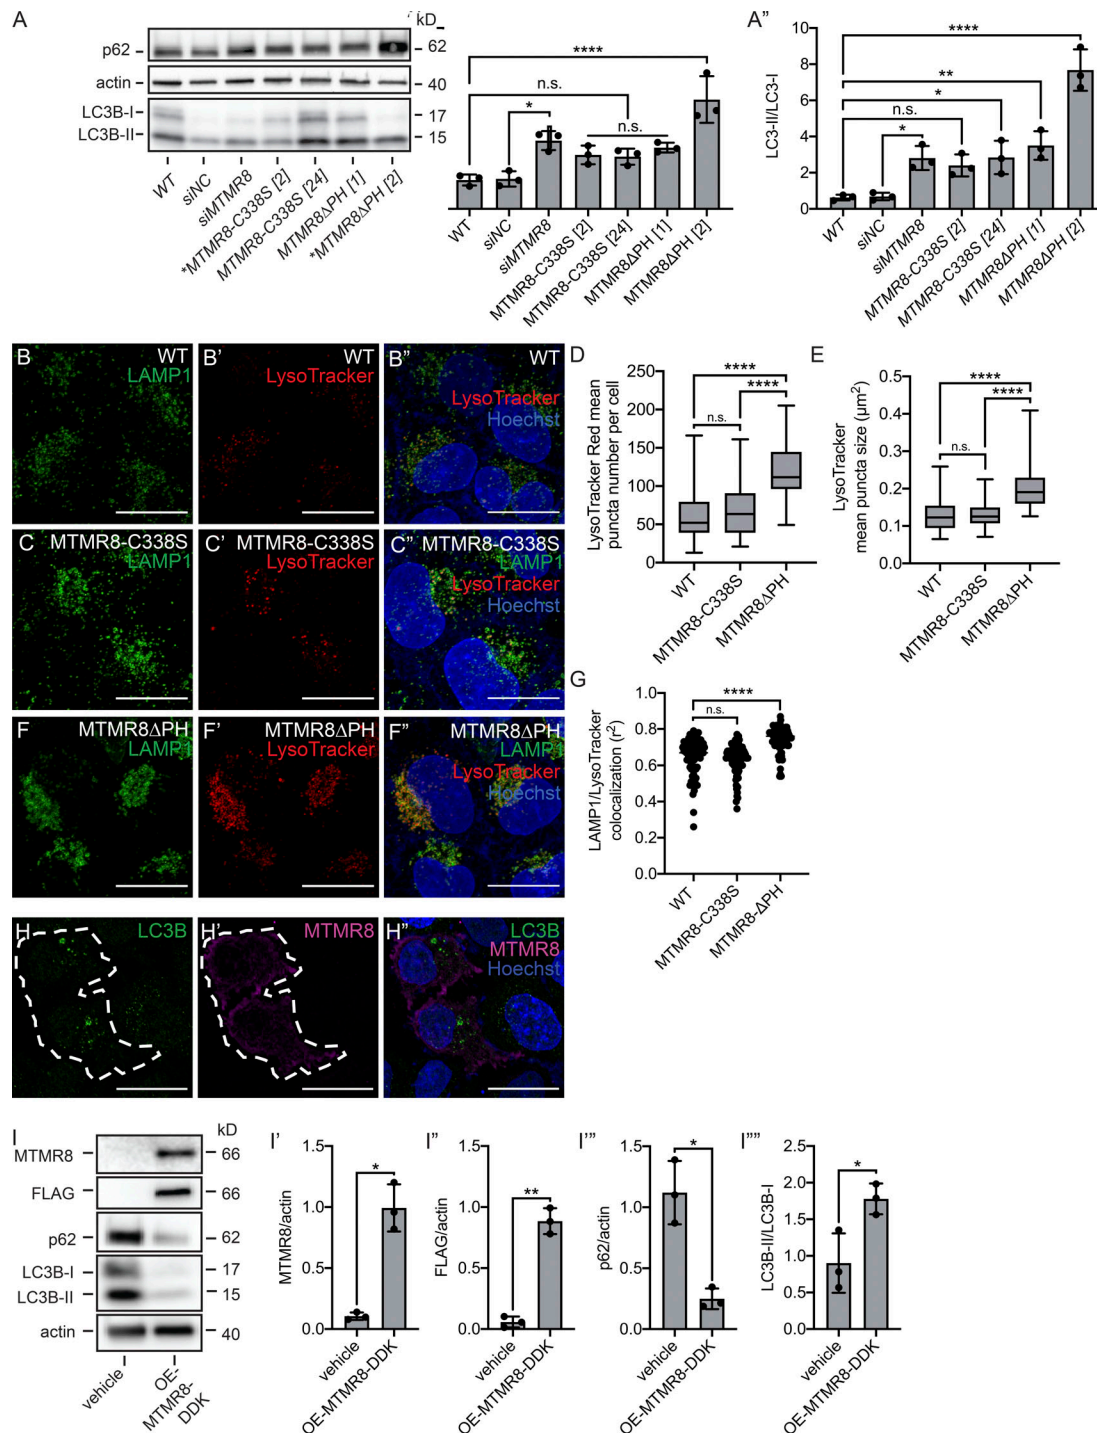 A
kD
p62
62
actin
40
LC3B-I
17
LC3B-II
15
WT
siNC
siMTMR8
*MTMR8-C338S [2]
MTMR8-C338S [24]
MTMR8ΔPH [1]
*MTMR8ΔPH [2]
****
n.s.
*
n.s.
WT
siNC
siMTMR8
MTMR8-C338S [2]
MTMR8-C338S [24]
MTMR8ΔPH [1]
MTMR8ΔPH [2]
A"
LC3-II/LC3-I
10
8
6
4
2
0
****
**
*
n.s.
*
WT
siNC
siMTMR8
MTMR8-C338S [2]
MTMR8-C338S [24]
MTMR8ΔPH [1]
MTMR8ΔPH [2]
B WT
LAMP1
B' WT
LysoTracker
B" WT
LysoTracker
Hoechst
C MTMR8-C338S
LAMP1
C' MTMR8-C338S
LysoTracker
C" MTMR8-C338S
LAMP1
LysoTracker
Hoechst
D
LysoTracker Red mean
puncta number per cell
250
200
150
100
50
0
****
****
n.s.
WT
MTMR8-C338S
MTMR8ΔPH
E
LysoTracker
mean puncta size (µm²)
0.5
0.4
0.3
0.2
0.1
0.0
****
****
n.s.
WT
MTMR8-C338S
MTMR8ΔPH
F MTMR8ΔPH
LAMP1
F' MTMR8ΔPH
LysoTracker
F" MTMR8ΔPH
LAMP1
LysoTracker
Hoechst
G
LAMP1/LysoTracker
colocalization (r²)
1.0
0.8
0.6
0.4
0.2
0.0
****
n.s.
WT
MTMR8-C338S
MTMR8-ΔPH
H LC3B
H' MTMR8
H" LC3B
MTMR8
Hoechst
I
kD
MTMR8
66
FLAG
66
p62
62
LC3B-I
17
LC3B-II
15
actin
40
vehicle
OE-
MTMR8-
DDK
I'
MTMR8/actin
1.5
1.0
0.5
0.0
*
vehicle
OE-MTMR8-DDK
I"
FLAG/actin
1.5
1.0
0.5
0.0
**
vehicle
OE-MTMR8-DDK
I'"
p62/actin
1.5
1.0
0.5
0.0
*
vehicle
OE-MTMR8-DDK
I""
LC3B-II/LC3B-I
2.5
2.0
1.5
1.0
0.5
0.0
*
vehicle
OE-MTMR8-DDK